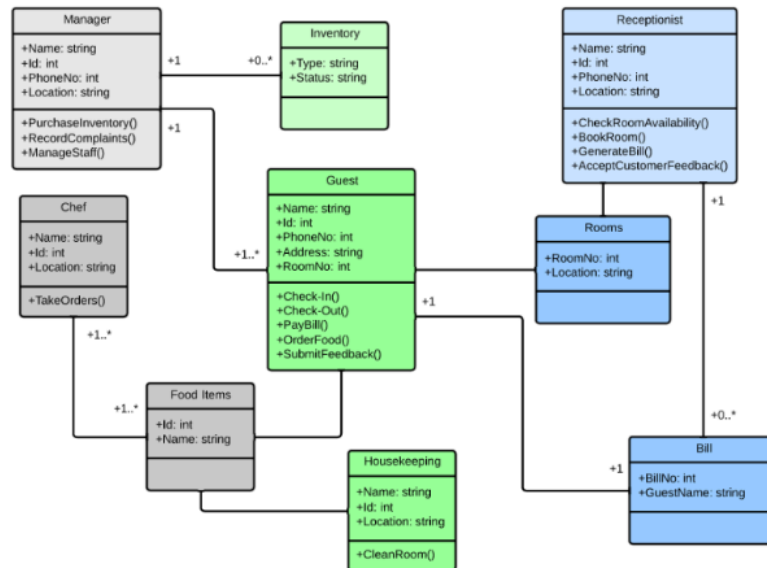 Manager
+Name: string
+Id: int
+PhoneNo: int
+Location: string
+PurchaseInventory()
+RecordComplaints()
+ManageStaff()
+1
+0..*
+1
+1..*
Inventory
+Type: string
+Status: string
Receptionist
+Name: string
+Id: int
+PhoneNo: int
+Location: string
+CheckRoomAvailability()
+BookRoom()
+GenerateBill()
+AcceptCustomerFeedback()
+1
+0..*
Chef
+Name: string
+Id: int
+Location: string
+TakeOrders()
+1..*
+1..*
Guest
+Name: string
+Id: int
+PhoneNo: int
+Address: string
+RoomNo: int
+Check-In()
+Check-Out()
+PayBill()
+OrderFood()
+SubmitFeedback()
+1
+1
Rooms
+RoomNo: int
+Location: string
Food Items
+Id: int
+Name: string
Housekeeping
+Name: string
+Id: int
+Location: string
+CleanRoom()
Bill
+BillNo: int
+GuestName: string